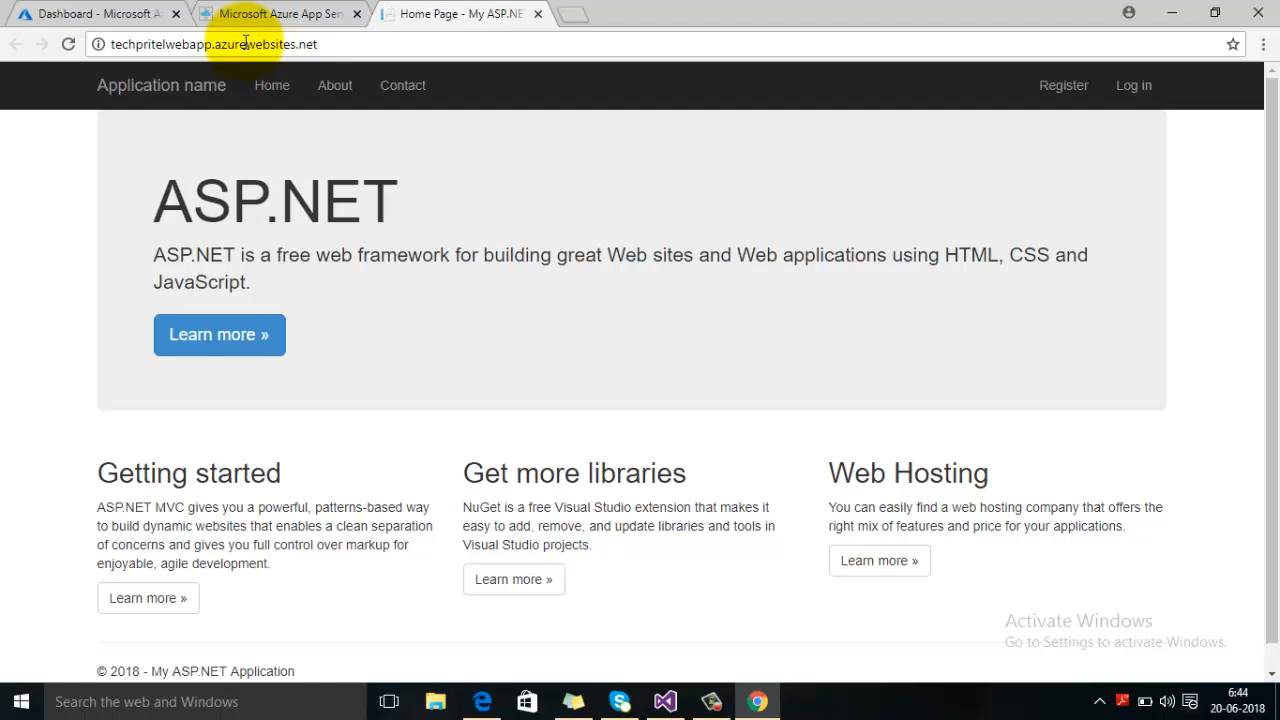 Dashboard - Microsoft A
Microsoft Azure App Ser
Home Page - My ASP.NE
techpritelwebapp.azurewebsites.net
Application name
Home
About
Contact
Register
Log in
ASP.NET
ASP.NET is a free web framework for building great Web sites and Web applications using HTML, CSS and
JavaScript.
Learn more »
Getting started
ASP.NET MVC gives you a powerful, patterns-based way
to build dynamic websites that enables a clean separation
of concerns and gives you full control over markup for
enjoyable, agile development.
Learn more »
Get more libraries
NuGet is a free Visual Studio extension that makes it
easy to add, remove, and update libraries and tools in
Visual Studio projects.
Learn more »
Web Hosting
You can easily find a web hosting company that offers the
right mix of features and price for your applications.
Learn more »
Activate Windows
Go to Settings to activate Windows.
© 2018 - My ASP.NET Application
Search the web and Windows
6:44
20-06-2018